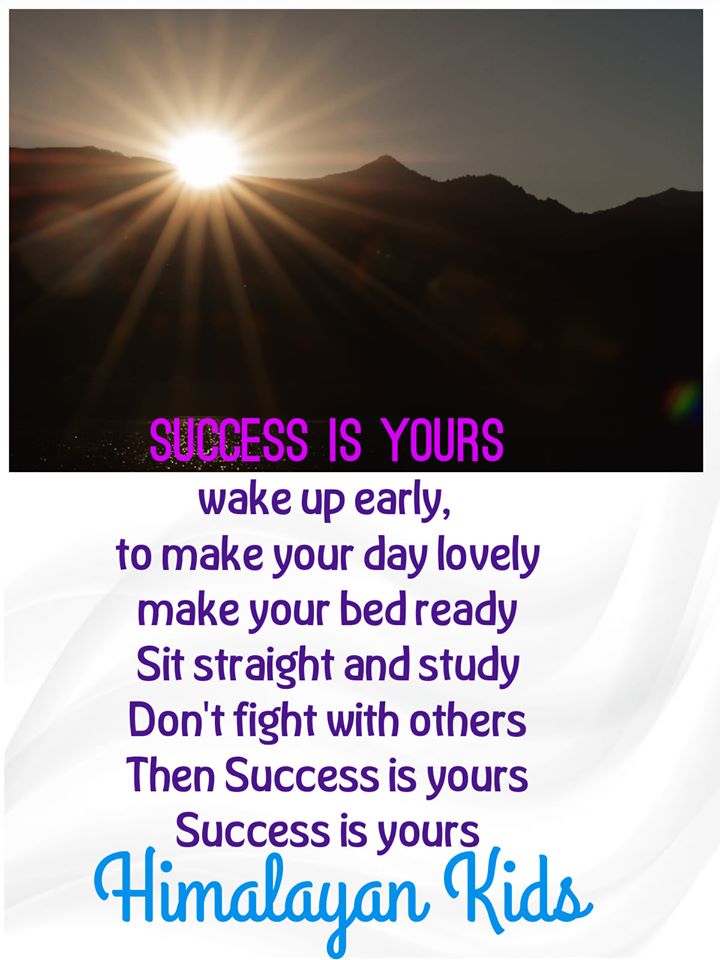 SUCCESS IS YOURS
wake up early,
to make your day lovely
make your bed ready
Sit straight and study
Don't fight with others
Then Success is yours
Success is yours
Himalayan Kids